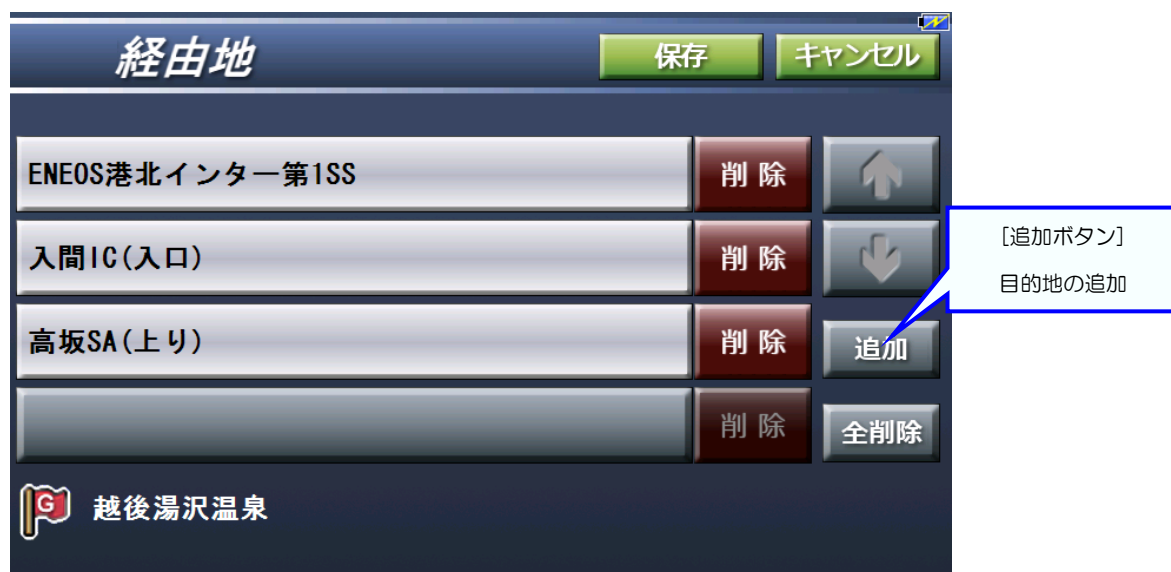 経由地
保存
キャンセル
ENEOS港北インター第1SS
削除
入間IC(入口)
削除
[追加ボタン]
目的地の追加
高坂SA(上り)
削除
追加
削除
全削除
G
越後湯沢温泉